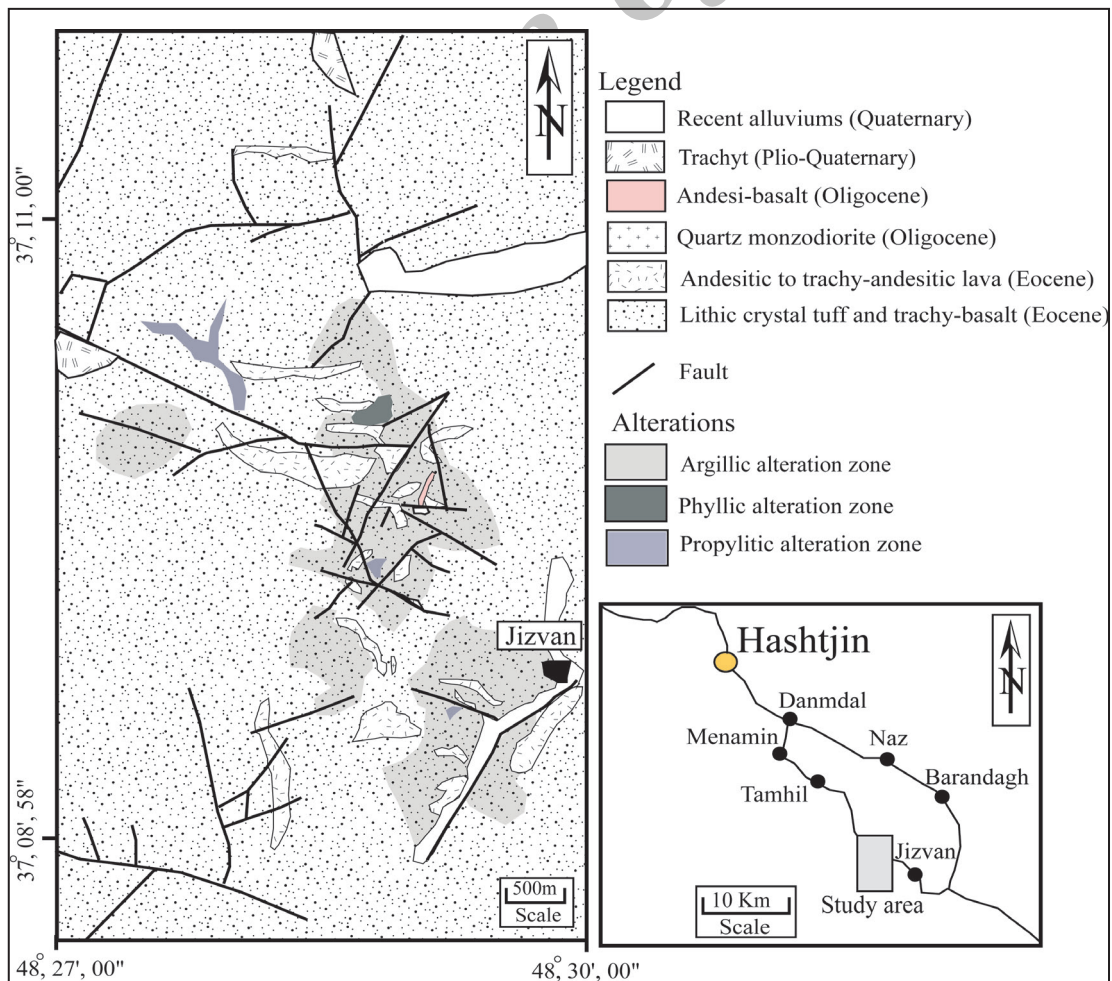 N
37°, 11, 00"
Jizvan
37°, 08', 58"
500m
Scale
48°, 27', 00"
48°, 30', 00"
Legend
Recent alluviums (Quaternary)
Trachyt (Plio-Quaternary)
Andesi-basalt (Oligocene)
Quartz monzodiorite (Oligocene)
Andesitic to trachy-andesitic lava (Eocene)
Lithic crystal tuff and trachy-basalt (Eocene)
Fault
Alterations
Argillic alteration zone
Phyllic alteration zone
Propylitic alteration zone
Hashtjin
N
Danmdal
Menamin
Naz
Tamhil
Barandagh
Jizvan
Study area
10 Km
Scale